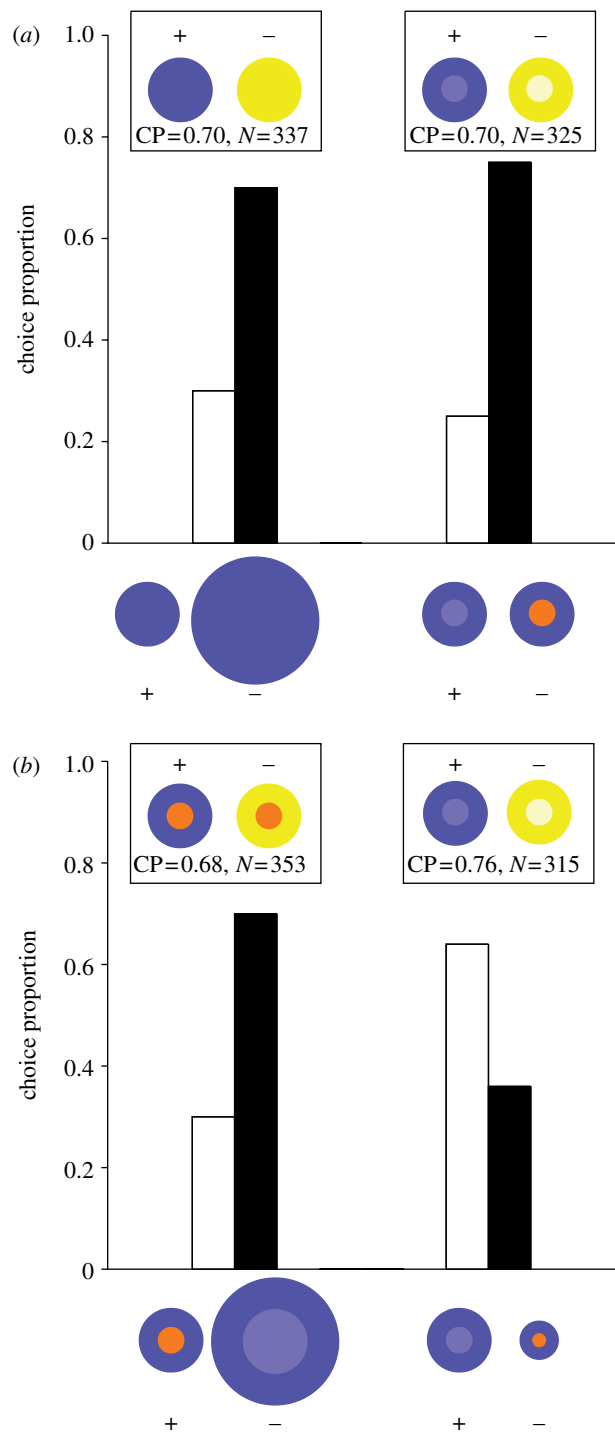 (a)
1.0
+ –
CP=0.70, N=337
+ –
CP=0.70, N=325
0.8
0.6
0.4
0.2
0
choice proportion
+ –
+ –
(b)
1.0
+ –
CP=0.68, N=353
+ –
CP=0.76, N=315
0.8
0.6
0.4
0.2
0
choice proportion
+ –
+ –